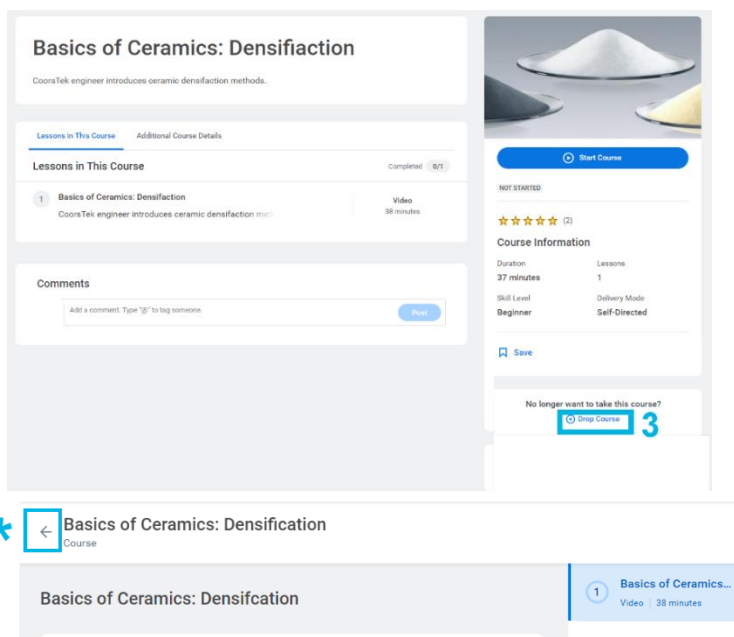 Basics of Ceramics: Densifiaction
CoorsTek engineer introduces ceramic densifaction methods.
Lessons in This Course
Additional Course Details
Lessons in This Course
Completed 0/1
1
Basics of Ceramics: Densifaction
CoorsTek engineer introduces ceramic densifaction met
Video
38 minutes
Comments
Add a comment. Type "@" to tag someone.
Post
Start Course
NOT STARTED
(2)
Course Information
Duration
Lessons
37 minutes
1
Skill Level
Delivery Mode
Beginner
Self-Directed
Save
No longer want to take this course?
Drop Course
3
*
Basics of Ceramics: Densification
Course
Basics of Ceramics: Densifcation
1
Basics of Ceramics...
Video | 38 minutes